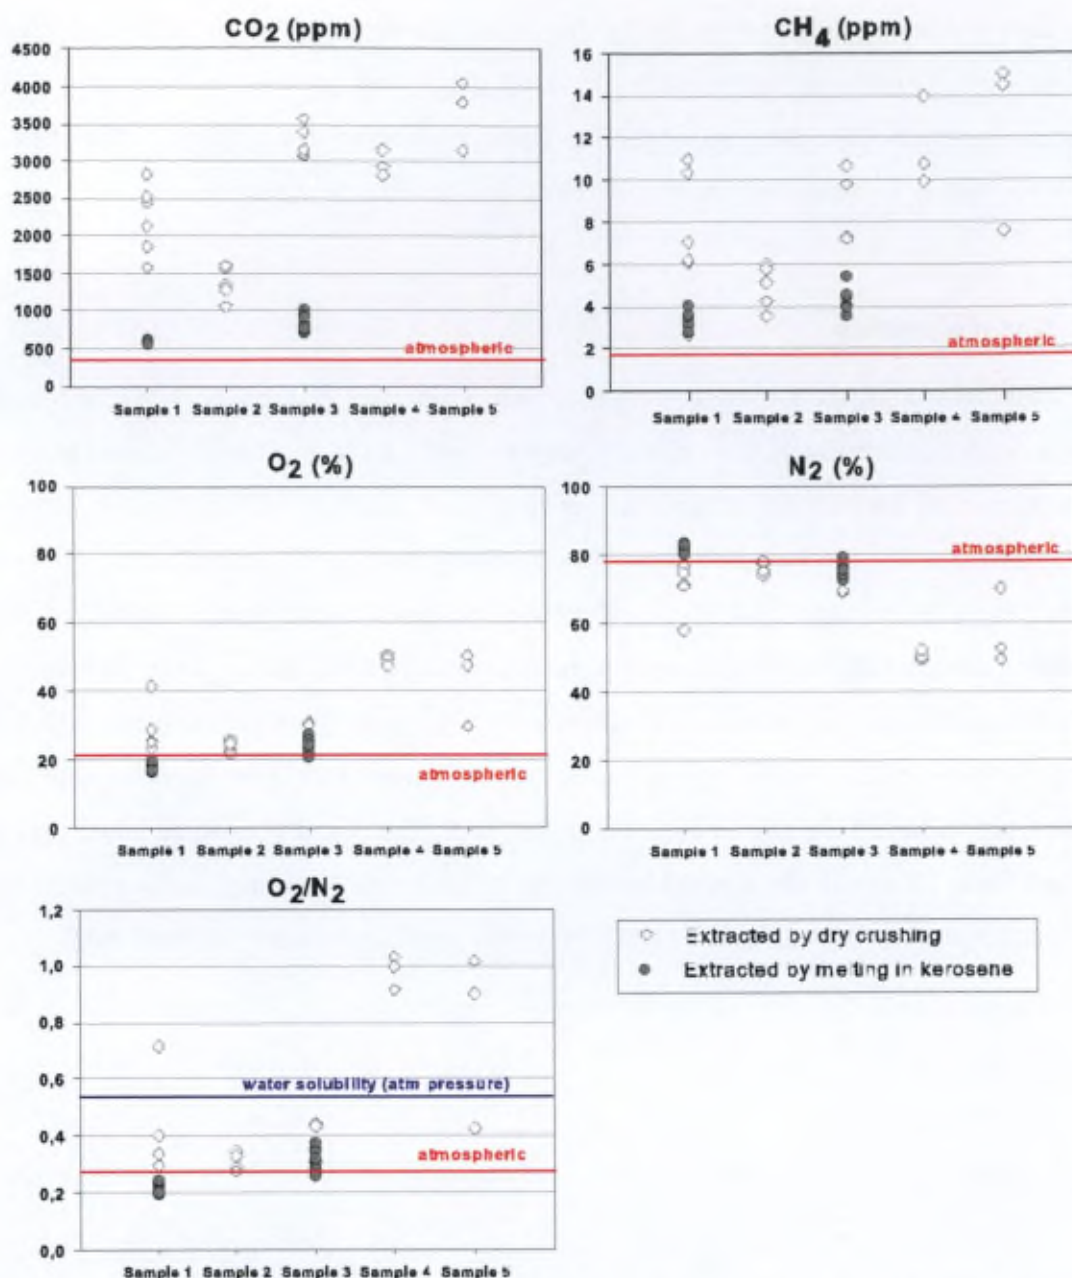 CO2 (ppm)
4500
4000
3500
3000
2500
2000
1500
1000
500
0
atmospheric
Sample 1 Sample 2 Sample 3 Sample 4 Sample 5
CH4 (ppm)
16
14
12
10
8
6
4
2
0
atmospheric
Sample 1 Sample 2 Sample 3 Sample 4 Sample 5
O2 (%)
100
80
60
40
20
0
atmospheric
Sample 1 Sample 2 Sample 3 Sample 4 Sample 5
N2 (%)
100
80
60
40
20
0
atmospheric
Sample 1 Sample 2 Sample 3 Sample 4 Sample 5
O2/N2
1,2
1,0
0,8
0,6
0,4
0,2
0,0
water solubility (atm pressure)
atmospheric
Sample 1 Sample 2 Sample 3 Sample 4 Sample 5
Extracted by dry crushing
Extracted by melting in kerosene